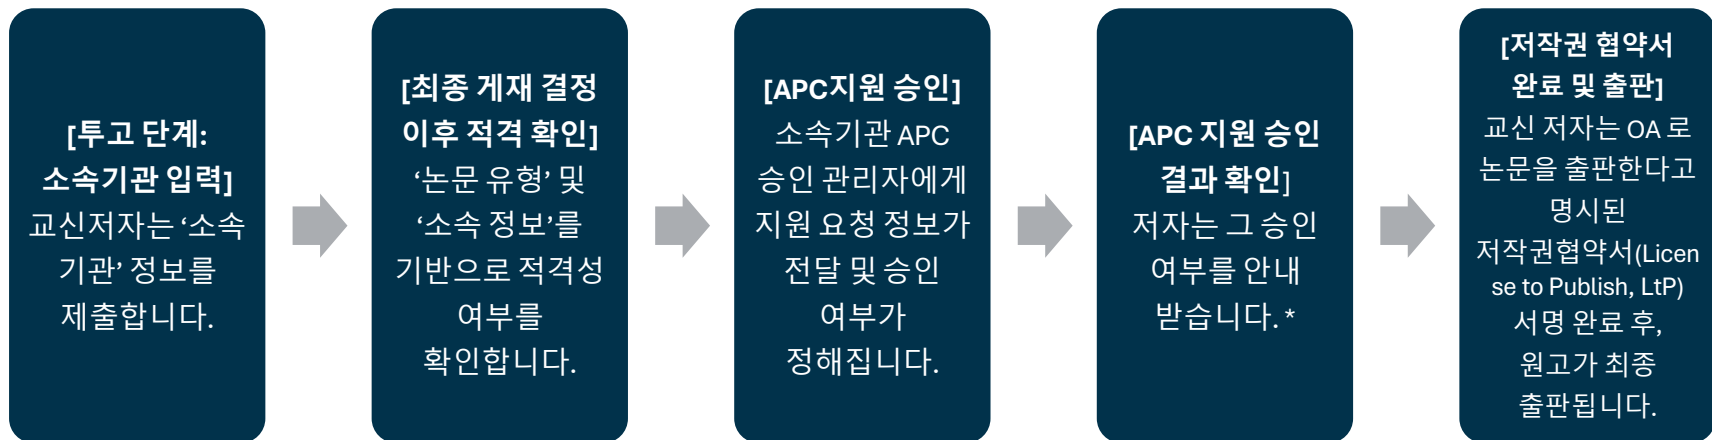 [투고 단계:
소속기관 입력]
교신저자는 ‘소속
기관’ 정보를
제출합니다.
[최종 게재 결정
이후 적격 확인]
‘논문 유형’ 및
‘소속 정보’를
기반으로 적격성
여부를
확인합니다.
[APC지원 승인]
소속기관 APC
승인 관리자에게
지원 요청 정보가
전달 및 승인
여부가
정해집니다.
[APC 지원 승인
결과 확인]
저자는 그 승인
여부를 안내
받습니다. *
[저작권 협약서
완료 및 출판]
교신 저자는 OA 로
논문을 출판한다고
명시된
저작권협약서(Licen
se to Publish, LtP)
서명 완료 후,
원고가 최종
출판됩니다.